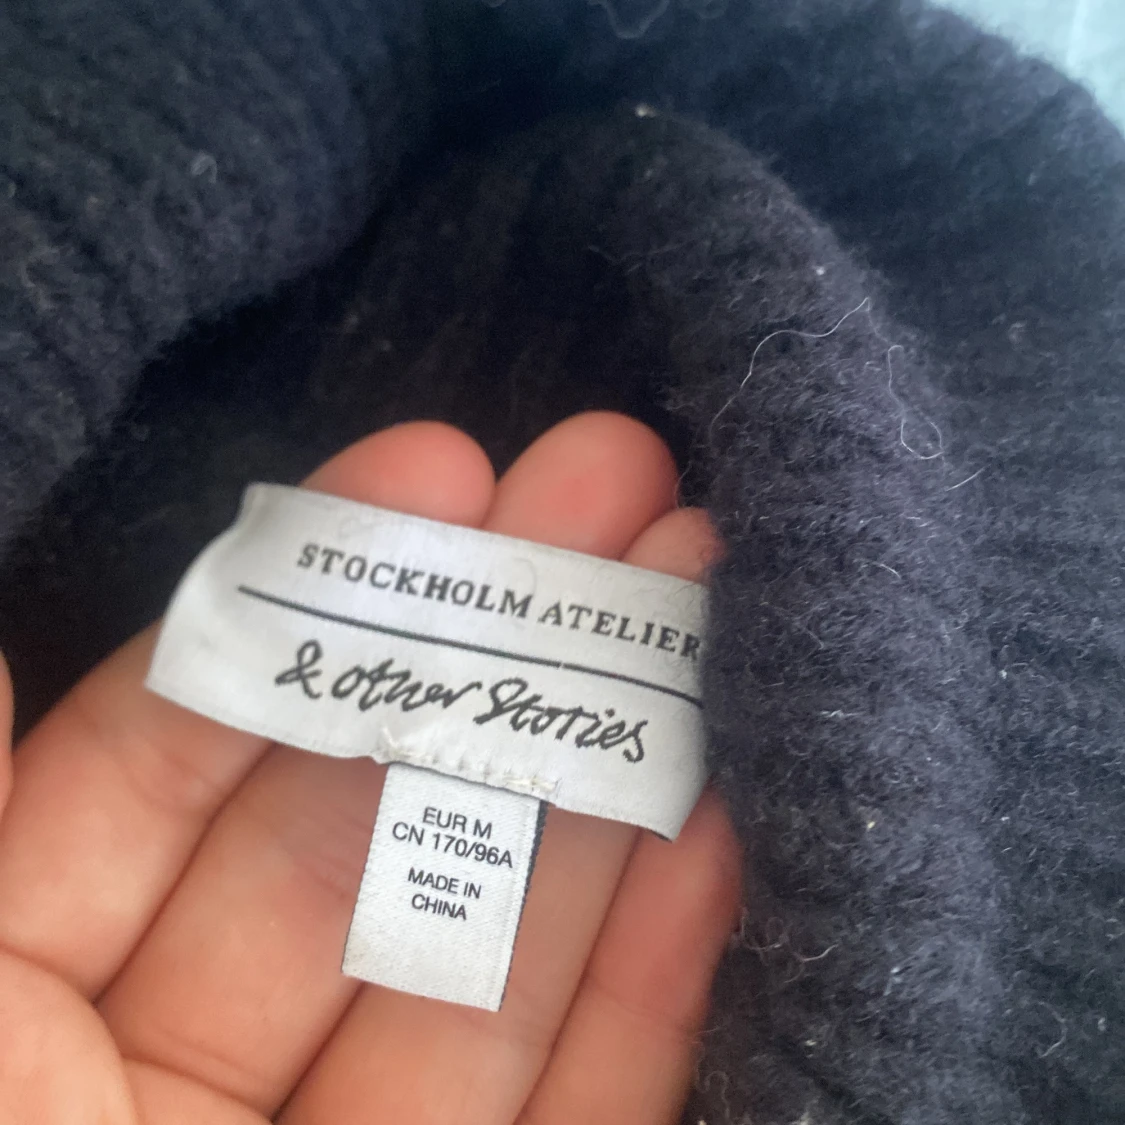 STOCKHOLM ATELIER
& other Stories
EUR M
CN 170/96A
MADE IN
CHINA